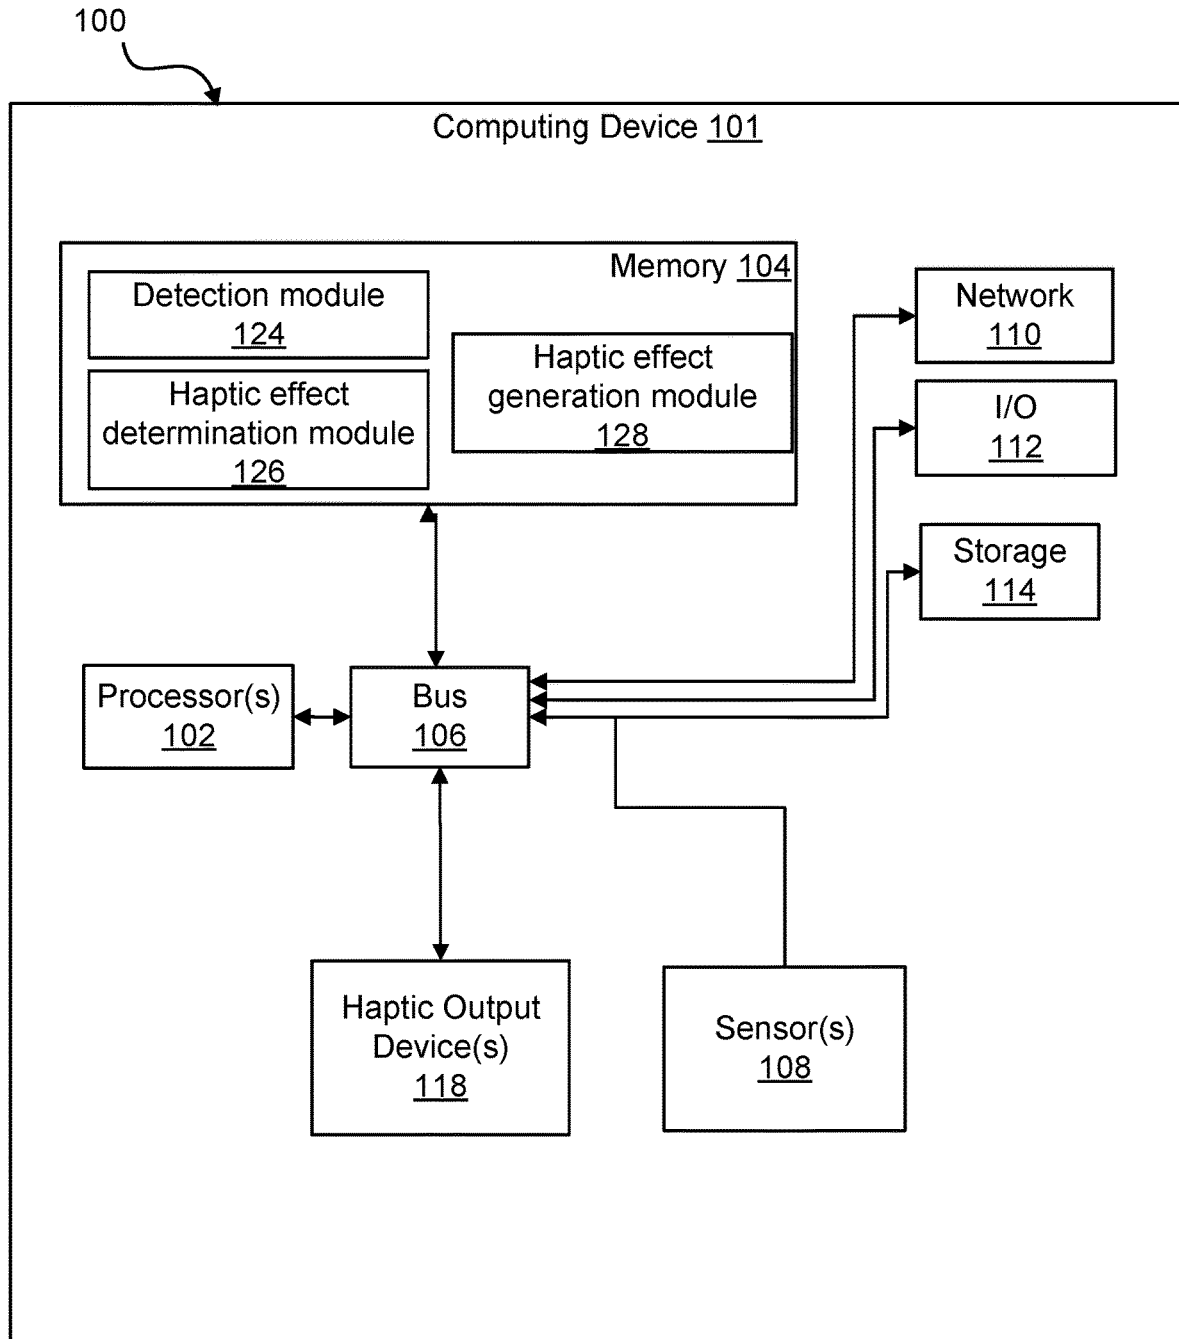 100
Computing Device 101
Memory 104
Detection module
124
Haptic effect
determination module
126
Haptic effect
generation module
128
Network
110
I/O
112
Storage
114
Processor(s)
102
Bus
106
Haptic Output
Device(s)
118
Sensor(s)
108